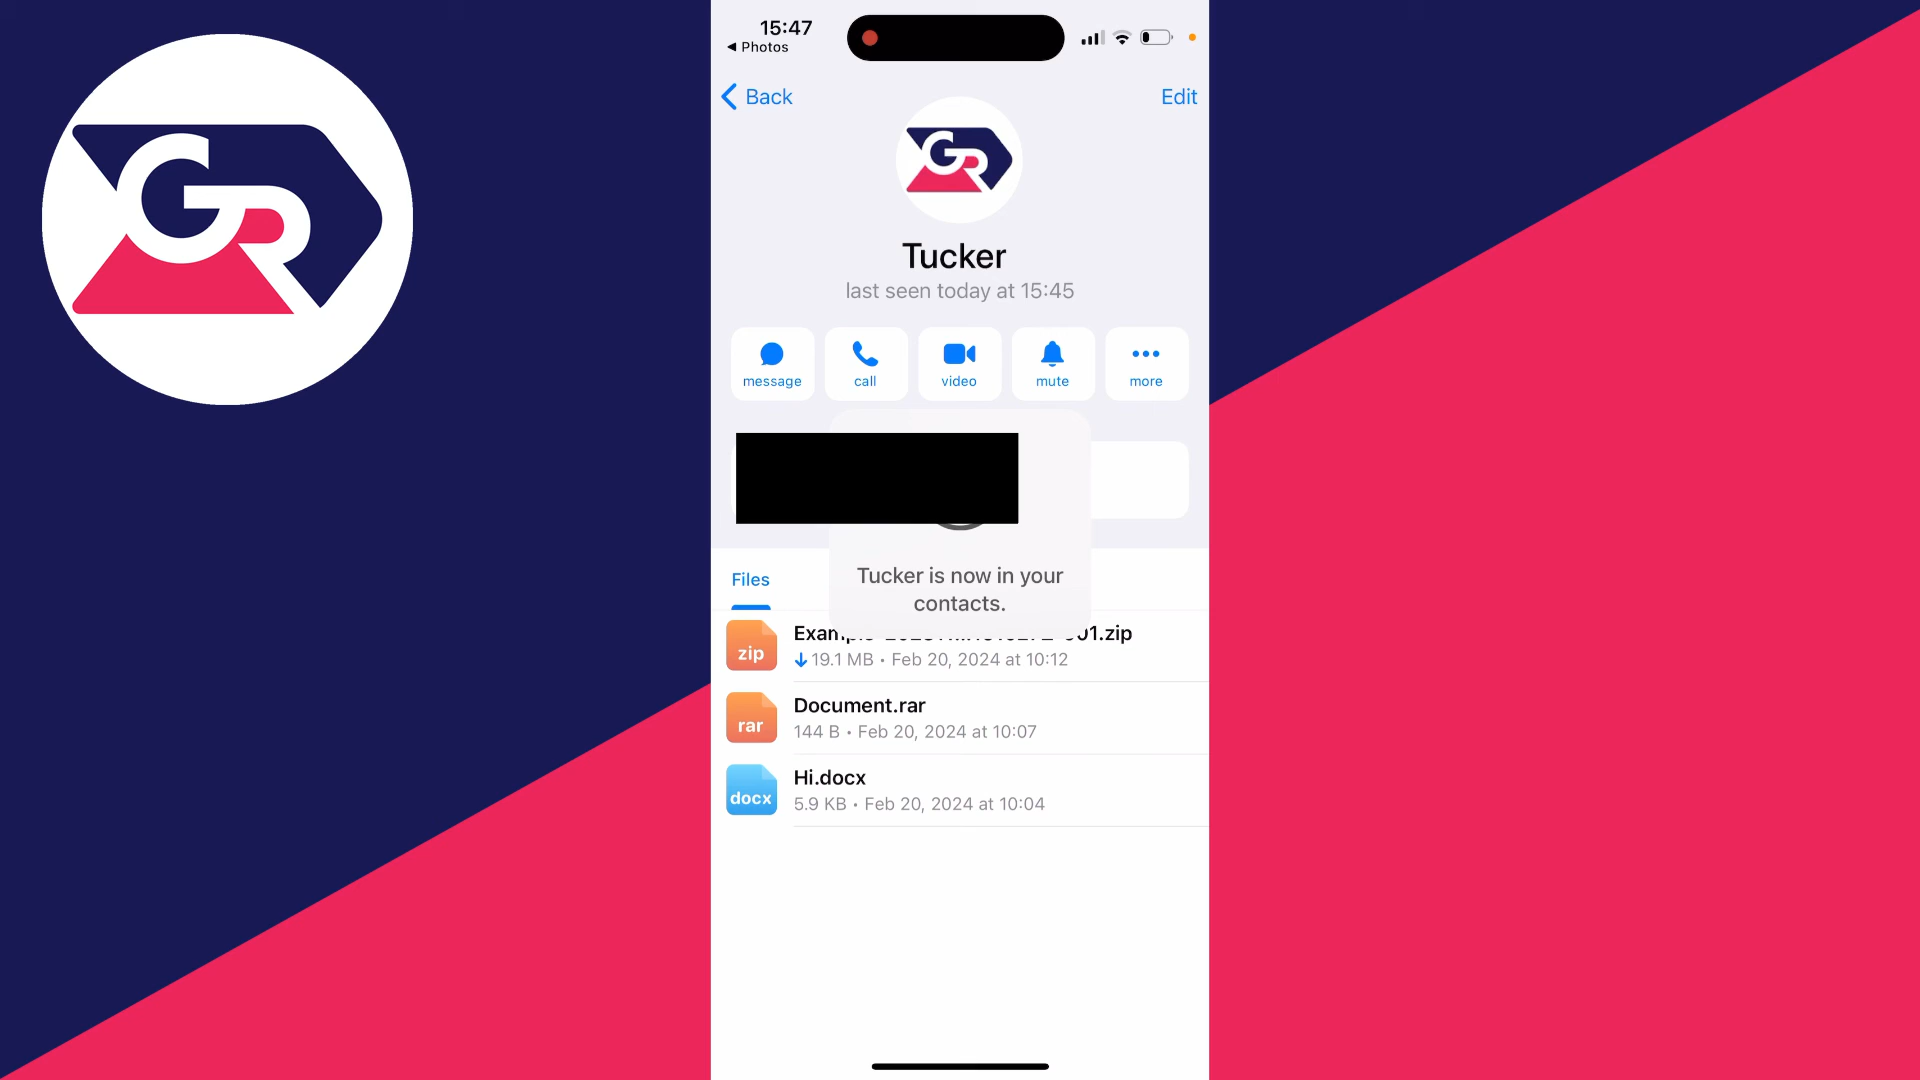 GR
15:47
Photos
Back
Edit
GR
Tucker
last seen today at 15:45
message
call
video
mute
more
Tucker is now in your
contacts.
Files
zip
01.zip
19.1 MB • Feb 20, 2024 at 10:12
rar
Document.rar
144 B • Feb 20, 2024 at 10:07
docx
Hi.docx
5.9 KB • Feb 20, 2024 at 10:04